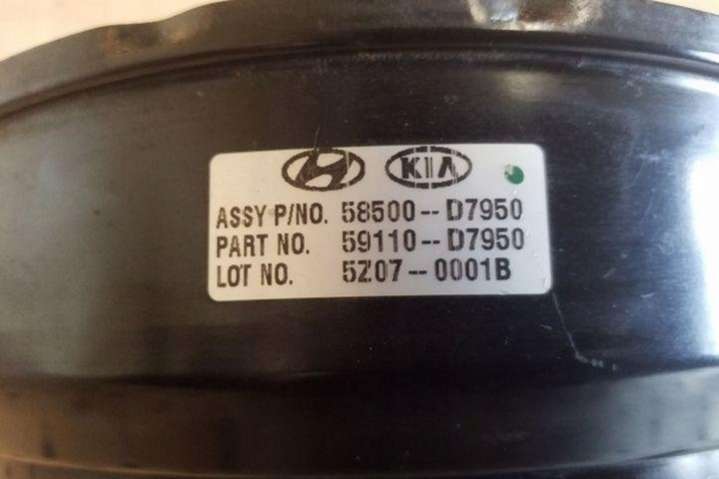 KIA
ASSY P/NO. 58500--D7950
PART NO. 59110--D7950
LOT NO. 5Z07--0001B